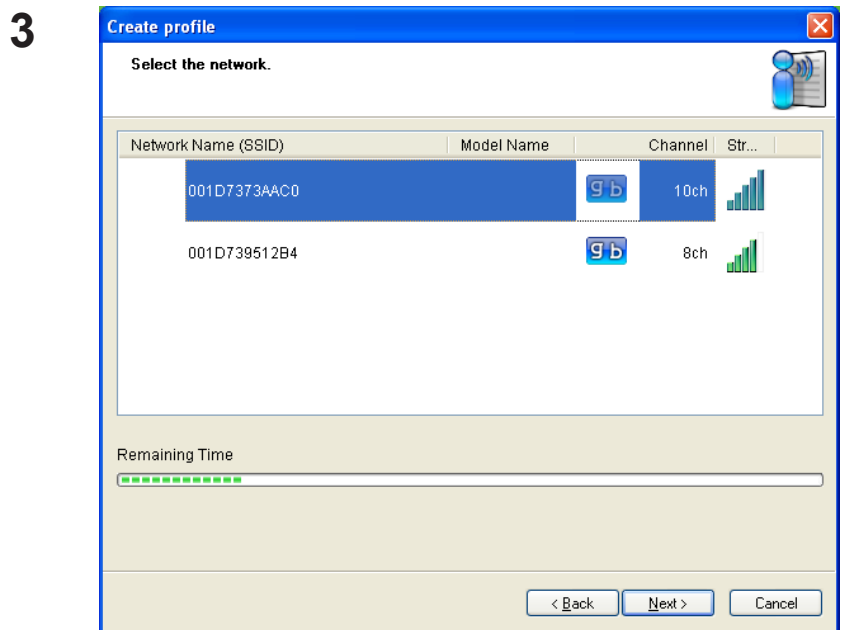 3
Create profile
Select the network.
Network Name (SSID) Model Name Channel Str...
001D7373AAC0 g b 10ch
001D739512B4 g b 8ch
Remaining Time
< Back Next > Cancel